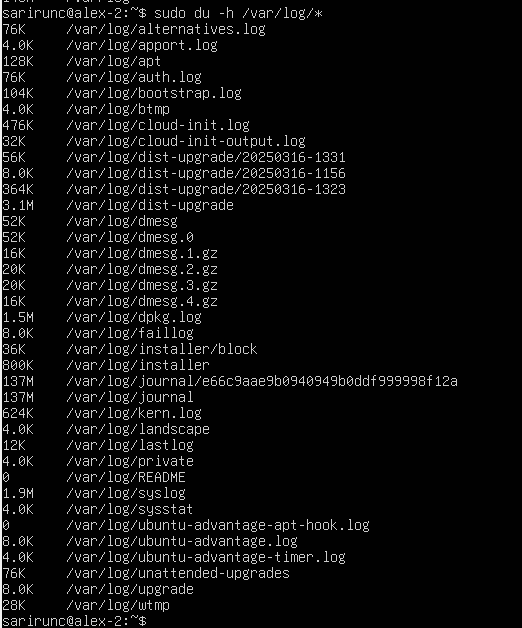 sarirunc@alex-2:~$ sudo du -h /var/log/*
76K /var/log/alternatives.log
4.0K /var/log/apport.log
128K /var/log/apt
76K /var/log/auth.log
104K /var/log/bootstrap.log
4.0K /var/log/btmp
476K /var/log/cloud-init.log
32K /var/log/cloud-init-output.log
56K /var/log/dist-upgrade/20250316-1331
8.0K /var/log/dist-upgrade/20250316-1156
364K /var/log/dist-upgrade/20250316-1323
3.1M /var/log/dist-upgrade
52K /var/log/dmesg
52K /var/log/dmesg.0
16K /var/log/dmesg.1.gz
20K /var/log/dmesg.2.gz
20K /var/log/dmesg.3.gz
16K /var/log/dmesg.4.gz
1.5M /var/log/dpkg.log
8.0K /var/log/faillog
36K /var/log/installer/block
800K /var/log/installer
137M /var/log/journal/e66c9aae9b0940949b0ddf999998f12a
137M /var/log/journal
624K /var/log/kern.log
4.0K /var/log/landscape
12K /var/log/lastlog
4.0K /var/log/private
0 /var/log/README
1.9M /var/log/syslog
4.0K /var/log/sysstat
0 /var/log/ubuntu-advantage-apt-hook.log
8.0K /var/log/ubuntu-advantage.log
4.0K /var/log/ubuntu-advantage-timer.log
76K /var/log/unattended-upgrades
8.0K /var/log/upgrade
28K /var/log/wtmp
sarirunc@alex-2:~$